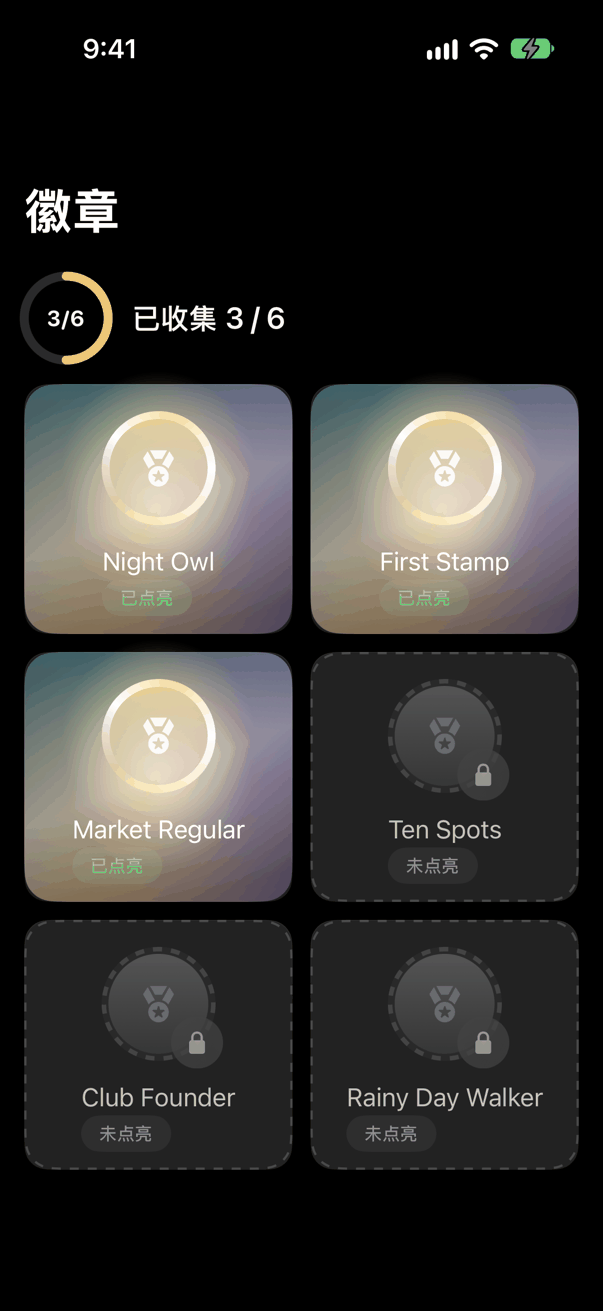 9:41
徽章
3/6
已收集 3 / 6
Night Owl
已点亮
First Stamp
已点亮
Market Regular
已点亮
Ten Spots
未点亮
Club Founder
未点亮
Rainy Day Walker
未点亮